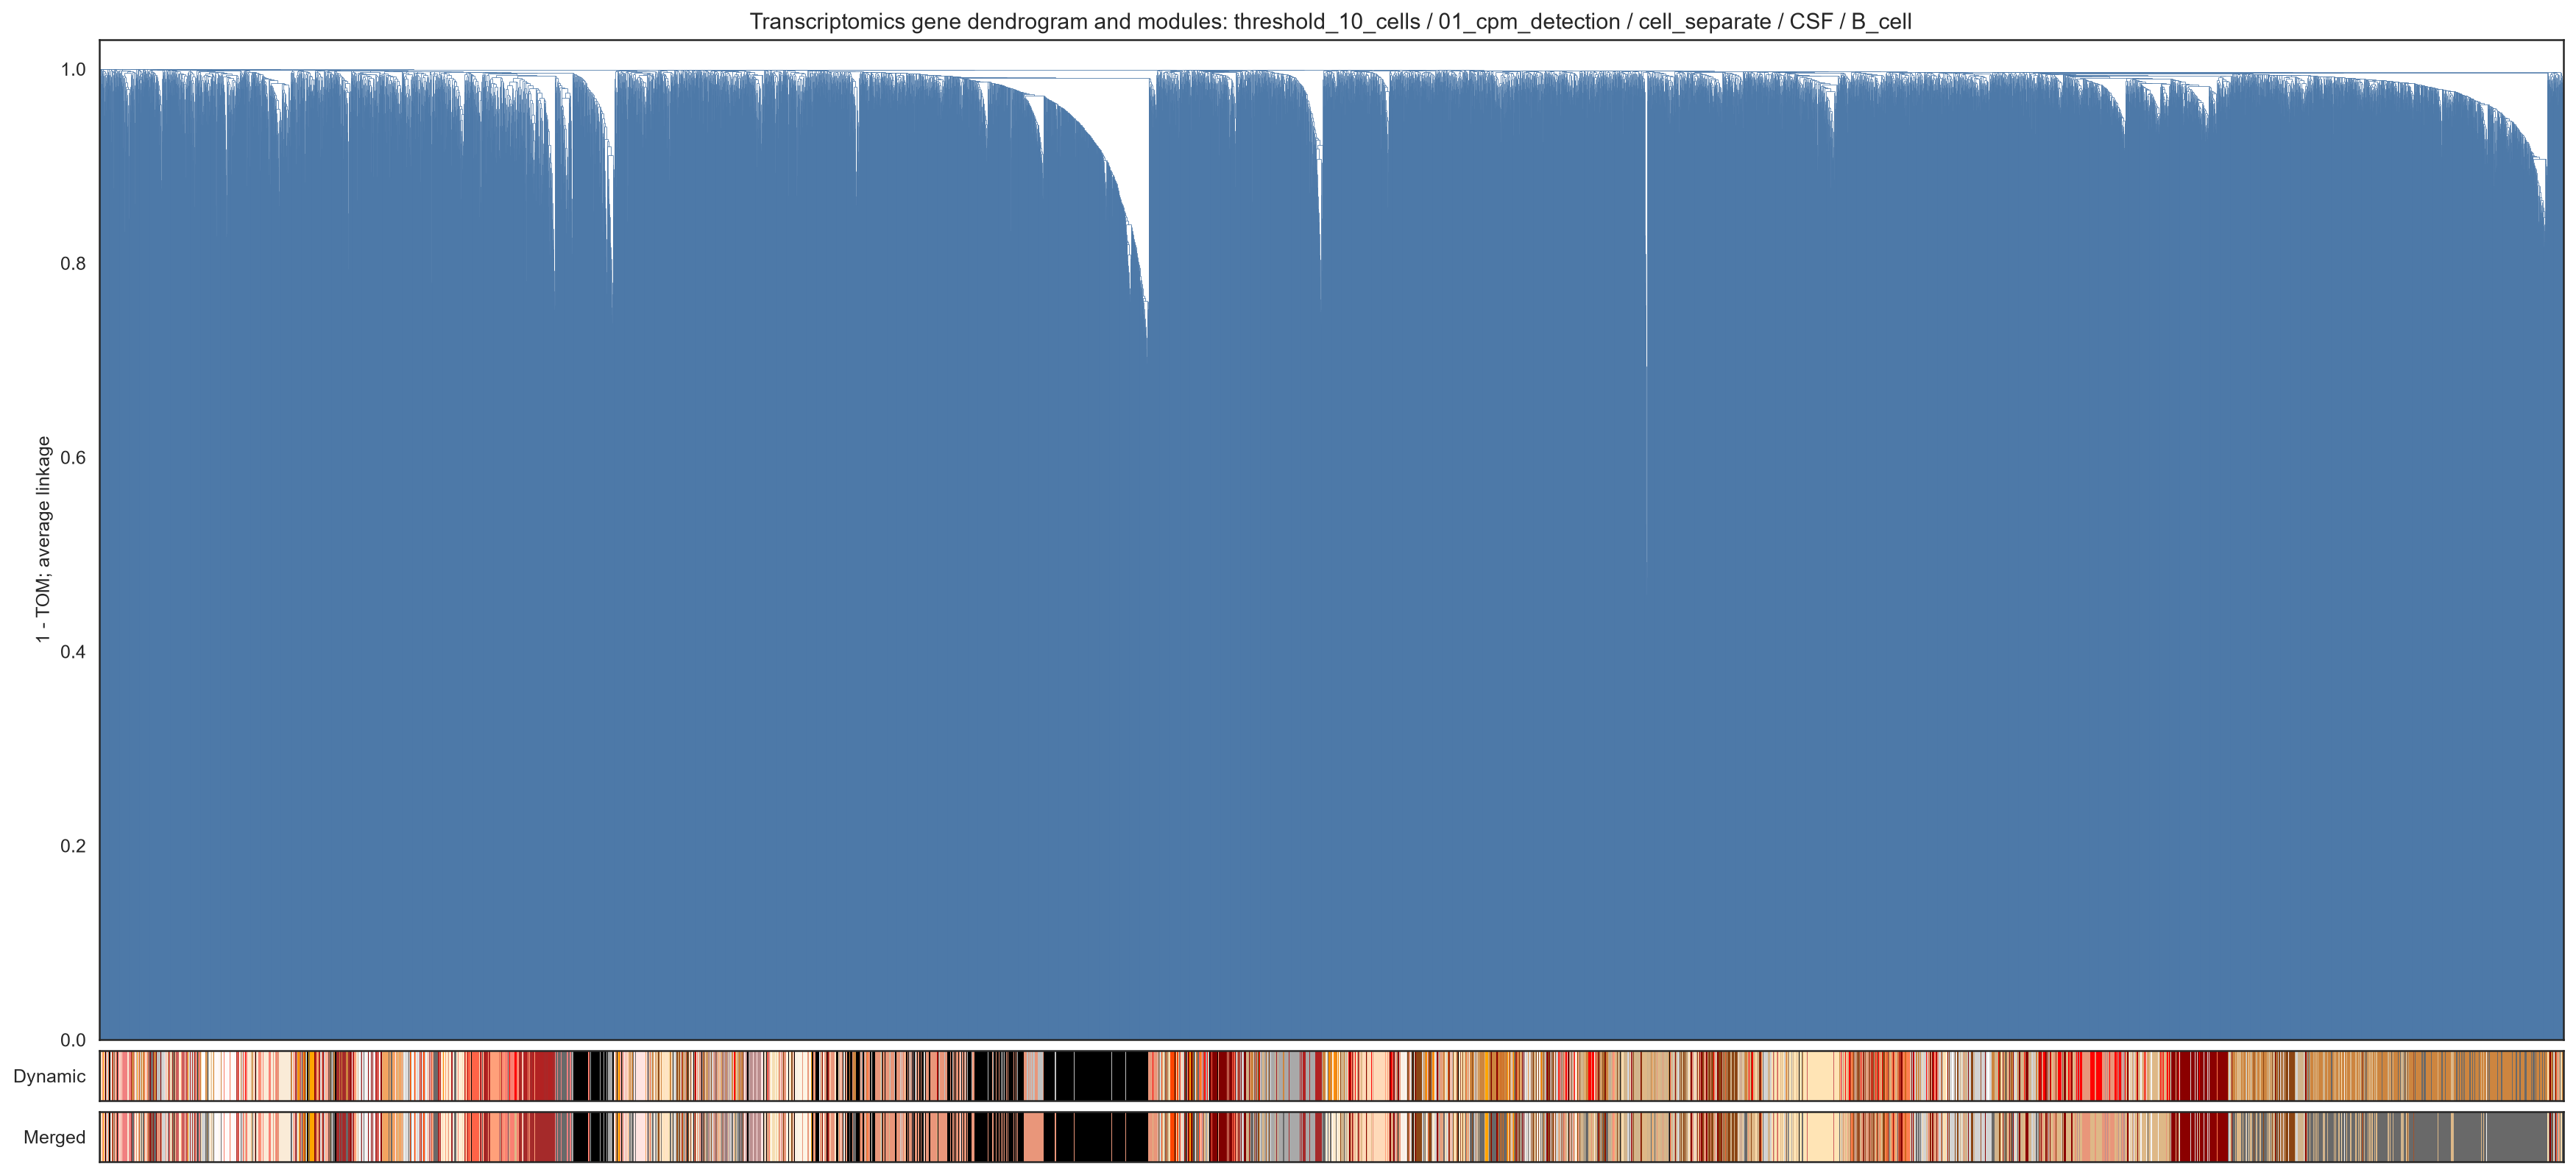 Transcriptomics gene dendrogram and modules: threshold_10_cells / 01_cpm_detection / cell_separate / CSF / B_cell
1.0
0.8
0.6
0.4
0.2
0.0
1 - TOM; average linkage
Dynamic
Merged